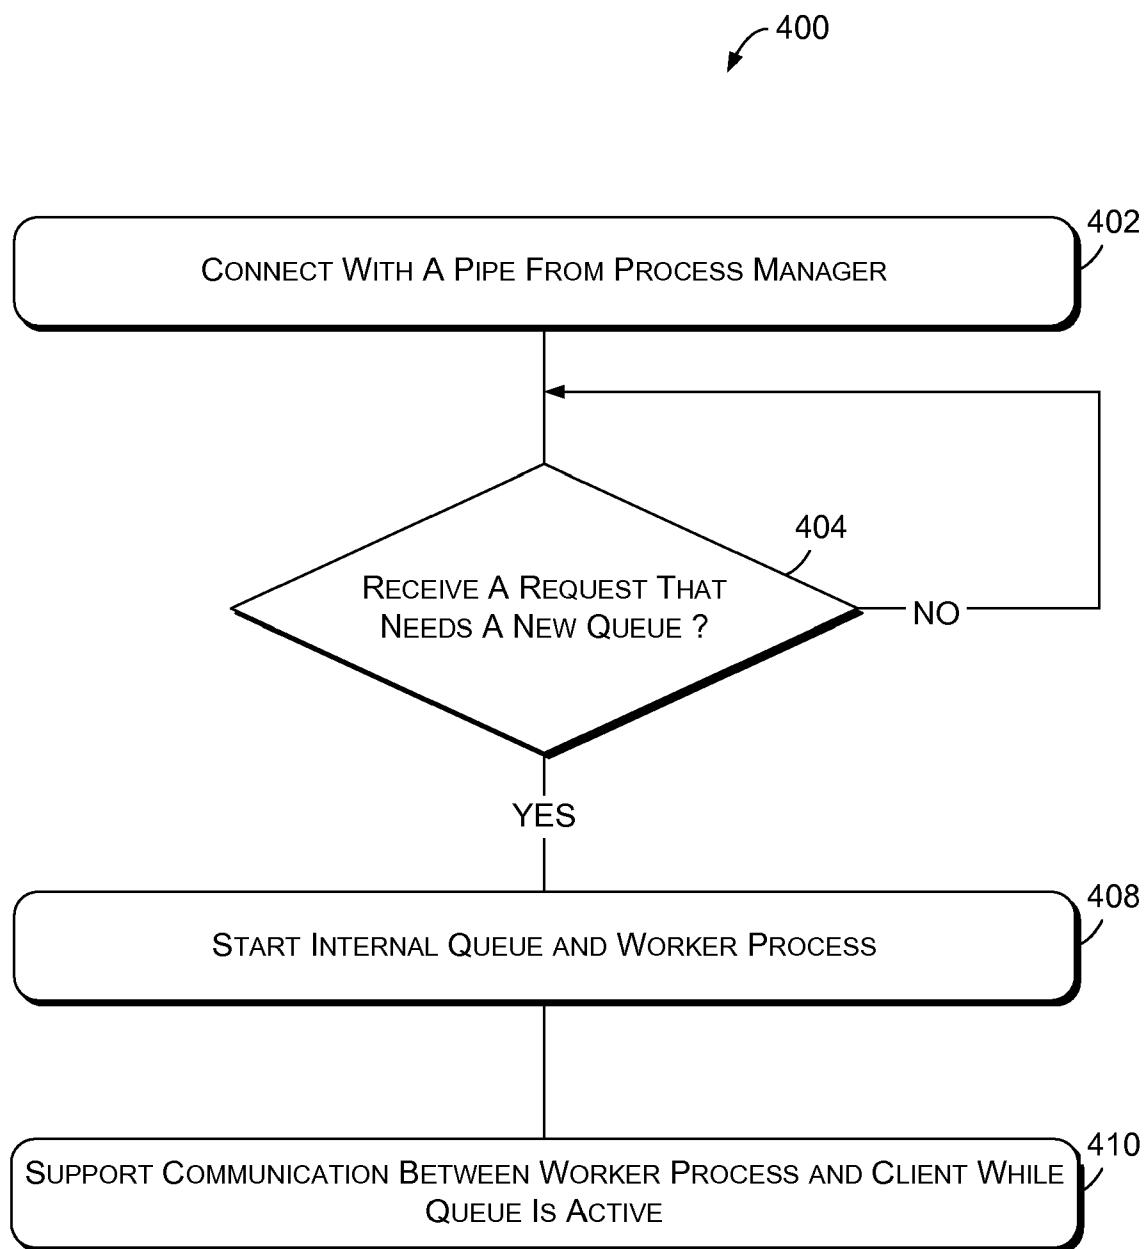 400
402
CONNECT WITH A PIPE FROM PROCESS MANAGER
404
RECEIVE A REQUEST THAT
NEEDS A NEW QUEUE ?
NO
YES
408
START INTERNAL QUEUE AND WORKER PROCESS
410
SUPPORT COMMUNICATION BETWEEN WORKER PROCESS AND CLIENT WHILE
QUEUE IS ACTIVE